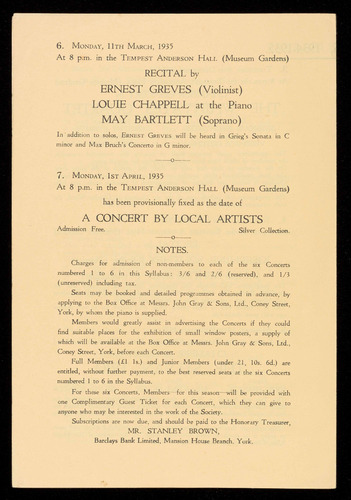 6. MONDAY, 11TH MARCH, 1935
At 8 p.m. in the TEMPEST ANDERSON HALL (Museum Gardens)
RECITAL by
ERNEST GREVES (Violinist)
LOUIE CHAPPELL at the Piano
MAY BARTLETT (Soprano)
In addition to solos, ERNEST GREVES will be heard in Grieg's Sonata in C
minor and Max Bruch's Concerto in G minor.
7. MONDAY, 1ST APRIL, 1935
At 8 p.m. in the TEMPEST ANDERSON HALL (Museum Gardens)
has been provisionally fixed as the date of
A CONCERT BY LOCAL ARTISTS
Admission Free. Silver Collection.
NOTES.
Charges for admission of non-members to each of the six Concerts
numbered 1 to 6 in this Syllabus: 3/6 and 2/6 (reserved), and 1/3
(unreserved) including tax.
Seats may be booked and detailed programmes obtained in advance, by
applying to the Box Office at Messrs. John Gray & Sons, Ltd., Coney Street,
York, by whom the piano is supplied.
Members would greatly assist in advertising the Concerts if they could
find suitable places for the exhibition of small window posters, a supply of
which will be available at the Box Office at Messrs. John Gray & Sons, Ltd.,
Coney Street, York, before each Concert.
Full Members (£1 1s.) and Junior Members (under 21, 10s. 6d.) are
entitled, without further payment, to the best reserved seats at the six Concerts
numbered 1 to 6 in the Syllabus.
For these six Concerts, Members—for this season—will be provided with
one Complimentary Guest Ticket for each Concert, which they can give to
anyone who may be interested in the work of the Society.
Subscriptions are now due, and should be paid to the Honorary Treasurer,
MR. STANLEY BROWN,
Barclays Bank Limited, Mansion House Branch, York.